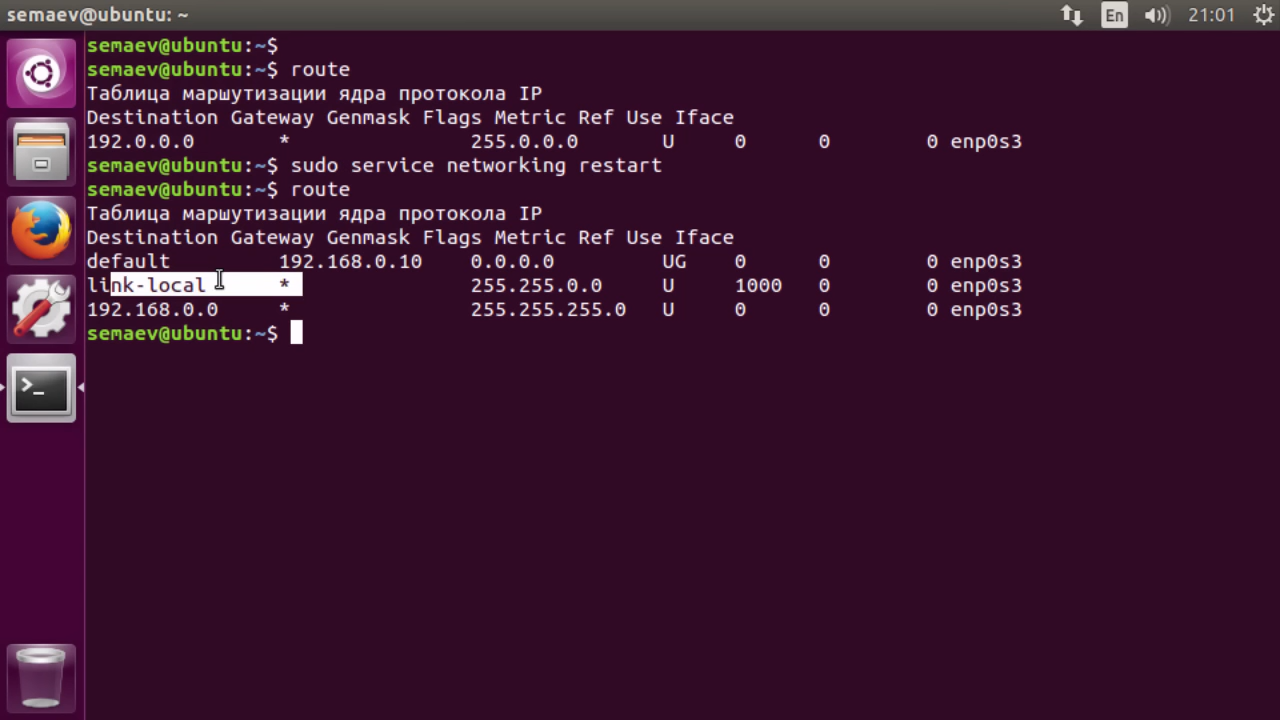 semaev@ubuntu: ~
En
21:01
semaev@ubuntu:~$
semaev@ubuntu:~$ route
Таблица маршутизации ядра протокола IP
Destination Gateway Genmask Flags Metric Ref Use Iface
192.0.0.0 * 255.0.0.0 U 0 0 0 enp0s3
semaev@ubuntu:~$ sudo service networking restart
semaev@ubuntu:~$ route
Таблица маршутизации ядра протокола IP
Destination Gateway Genmask Flags Metric Ref Use Iface
default 192.168.0.10 0.0.0.0 UG 0 0 0 enp0s3
link-local * 255.255.0.0 U 1000 0 0 enp0s3
192.168.0.0 * 255.255.255.0 U 0 0 0 enp0s3
semaev@ubuntu:~$